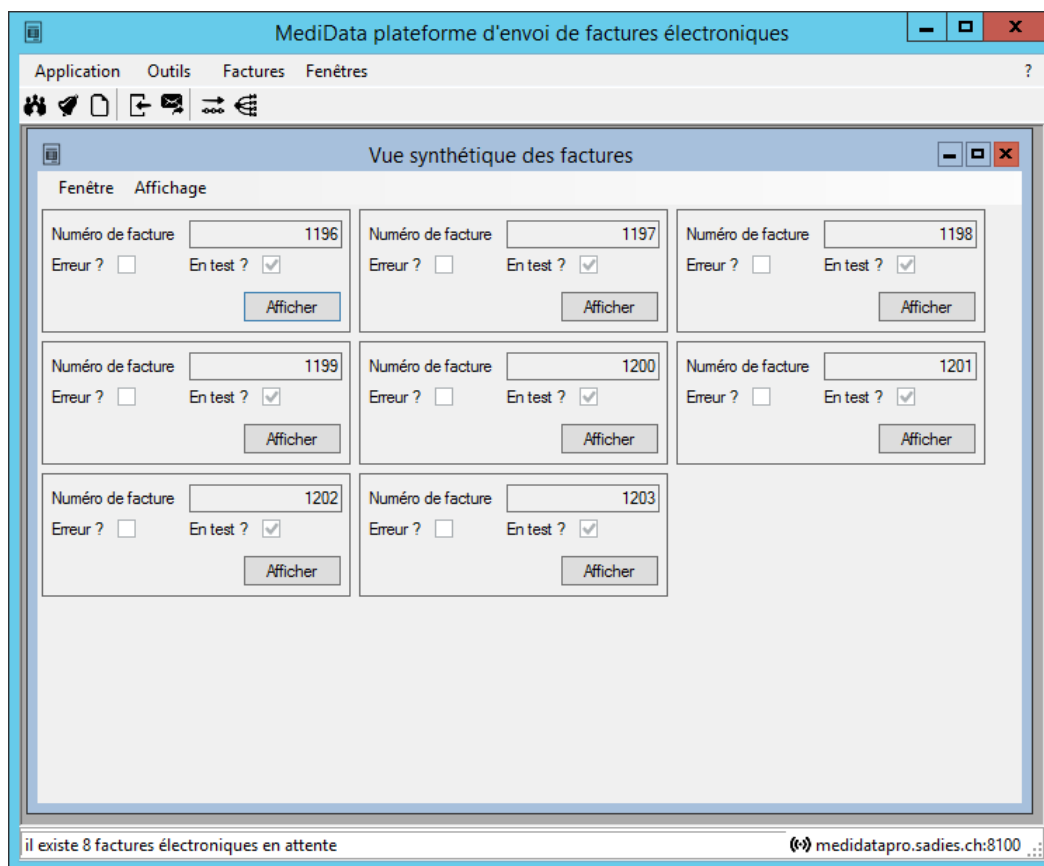 MediData plateforme d'envoi de factures électroniques
Application Outils Factures Fenêtres ?
Vue synthétique des factures
Fenêtre Affichage
Numéro de facture 1196 Numéro de facture 1197 Numéro de facture 1198
Erreur ? En test ? Erreur ? En test ? Erreur ? En test ?
Afficher Afficher Afficher
Numéro de facture 1199 Numéro de facture 1200 Numéro de facture 1201
Erreur ? En test ? Erreur ? En test ? Erreur ? En test ?
Afficher Afficher Afficher
Numéro de facture 1202 Numéro de facture 1203
Erreur ? En test ? Erreur ? En test ?
Afficher Afficher
il existe 8 factures électroniques en attente medidatapro.sadies.ch:8100